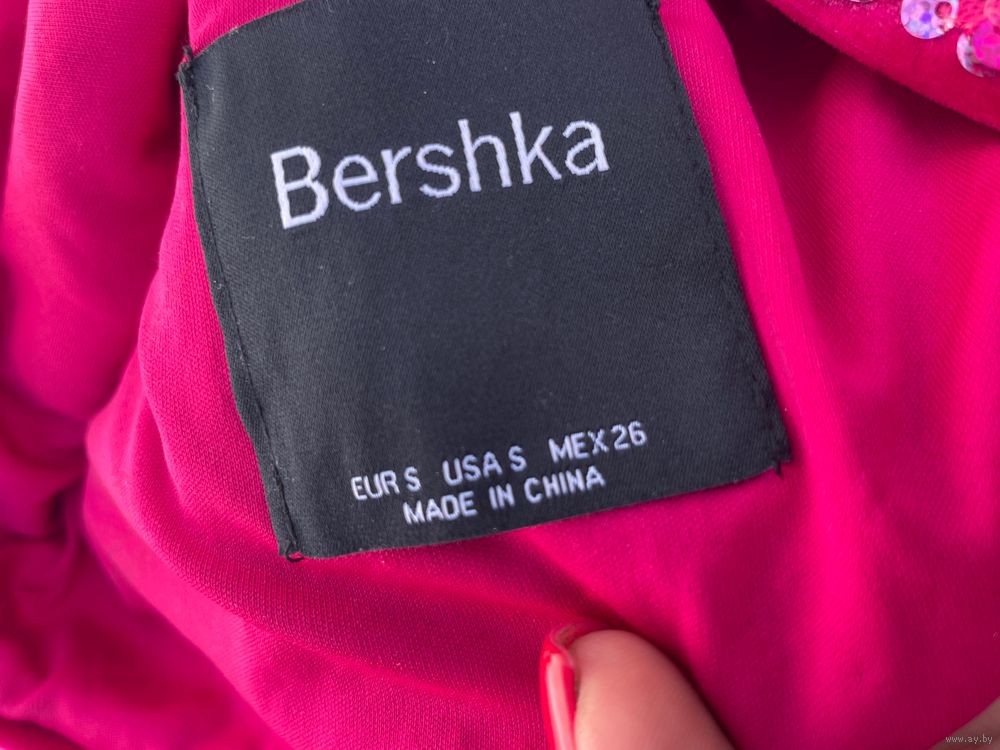 Bershka
EUR S USA S MEX 26
MADE IN CHINA
www.ay.by